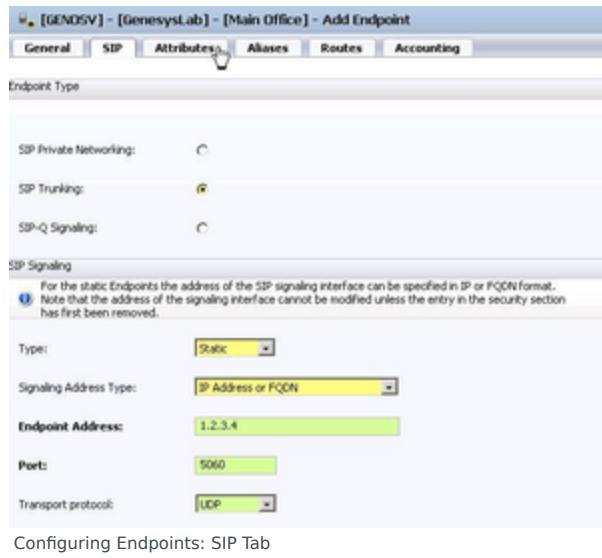 [GENOSV] - [GenesysLab] - [Main Office] - Add Endpoint
General SIP Attributes Aliases Routes Accounting
Endpoint Type
SIP Private Networking:
SIP Trunking:
SIP-Q Signaling:
SIP Signaling
For the static Endpoints the address of the SIP signaling interface can be specified in IP or FQDN format.
Note that the address of the signaling interface cannot be modified unless the entry in the security section
has first been removed.
Type: Static
Signaling Address Type: IP Address or FQDN
Endpoint Address: 1.2.3.4
Port: 5060
Transport protocol: UDP
Configuring Endpoints: SIP Tab